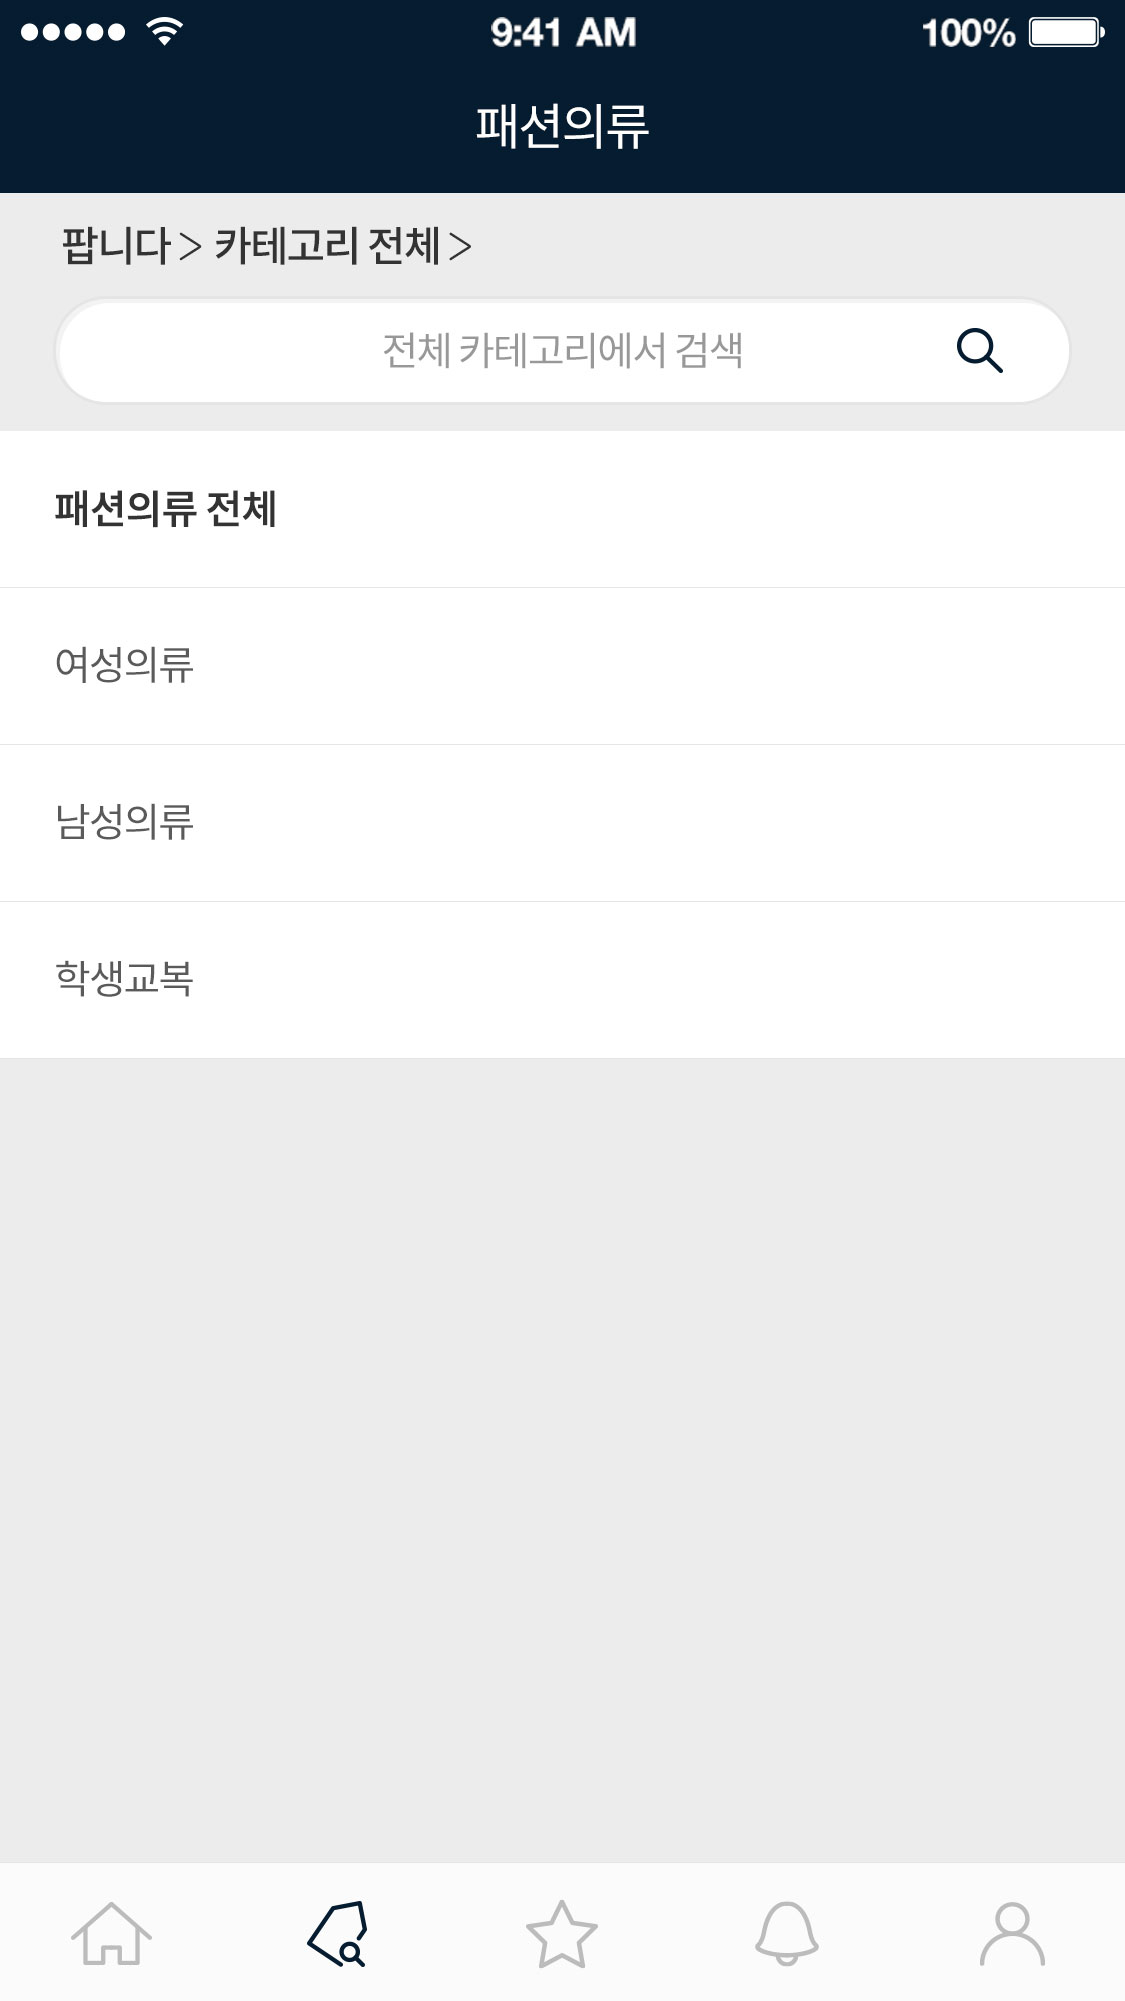 9:41 AM 100%
패션의류
팝니다 > 카테고리 전체 >
전체 카테고리에서 검색
패션의류 전체
여성의류
남성의류
학생교복